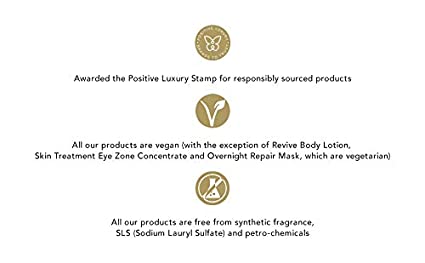 Awarded the Positive Luxury Stamp for responsibly sourced products
All our products are vegan (with the exception of Revive Body Lotion,
Skin Treatment Eye Zone Concentrate and Overnight Repair Mask, which are vegetarian)
All our products are free from synthetic fragrance,
SLS (Sodium Lauryl Sulfate) and petro-chemicals